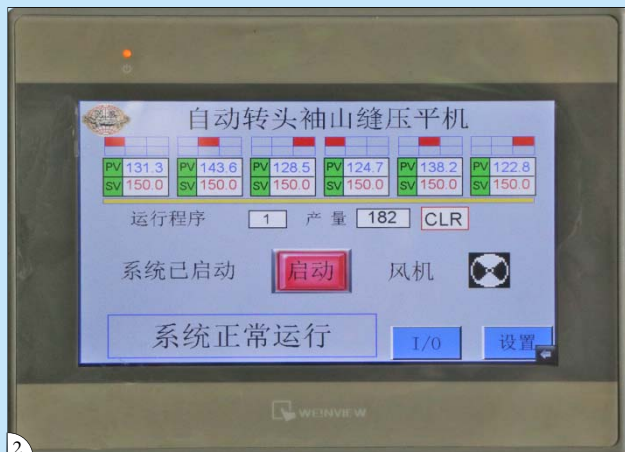 自动转头袖山缝压平机
PV 131.3 PV 143.6 PV 128.5 PV 124.7 PV 138.2 PV 122.8
SV 150.0 SV 150.0 SV 150.0 SV 150.0 SV 150.0 SV 150.0
运行程序 1 产量 182 CLR
系统已启动 启动 风机
系统正常运行 I/O 设置
WEINVIEW
2